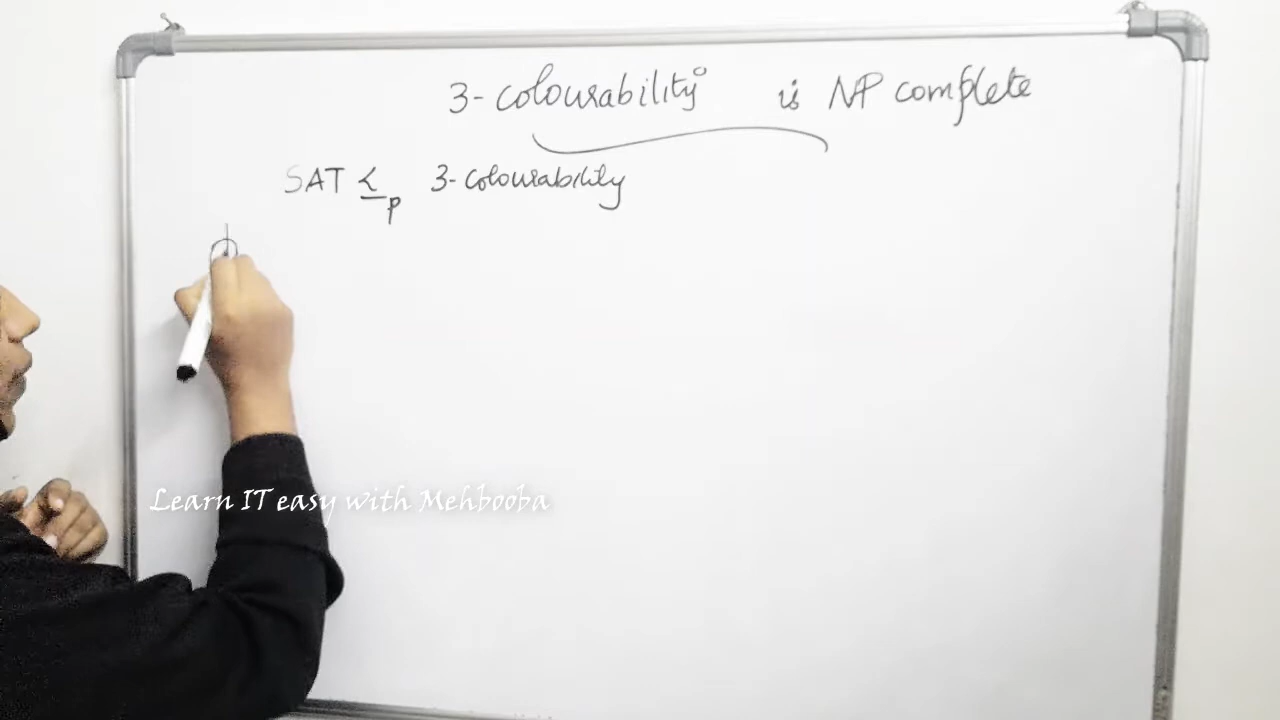 3-colourability is NP complete
SAT ≤p 3-colourability
Φ
Learn IT easy with Mehbooba